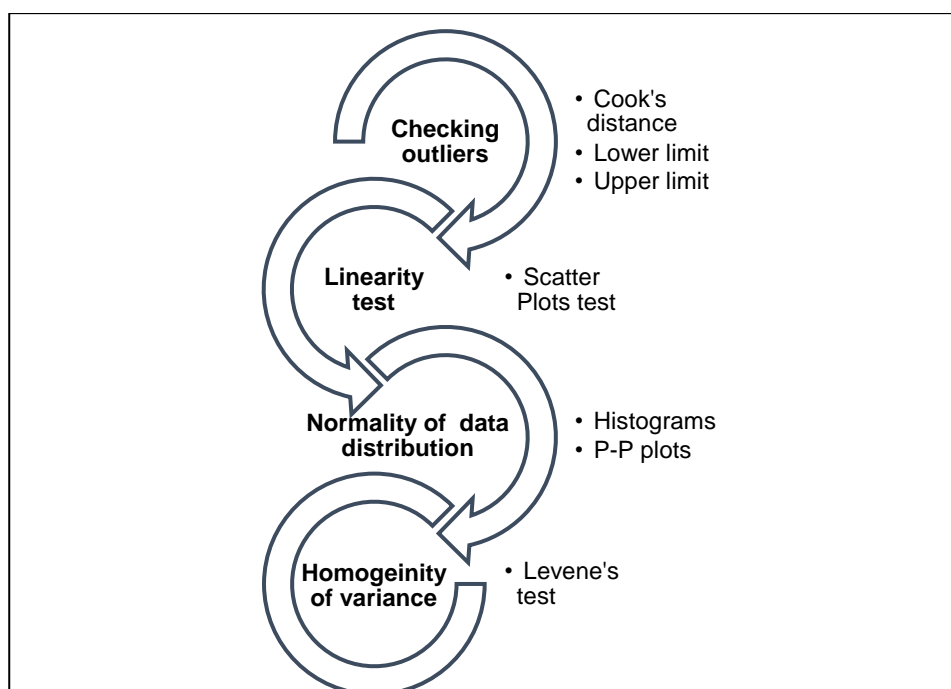 Checking
outliers
• Cook's
distance
• Lower limit
• Upper limit
Linearity
test
• Scatter
Plots test
Normality of data
distribution
• Histograms
• P-P plots
Homogeinity
of variance
• Levene's
test